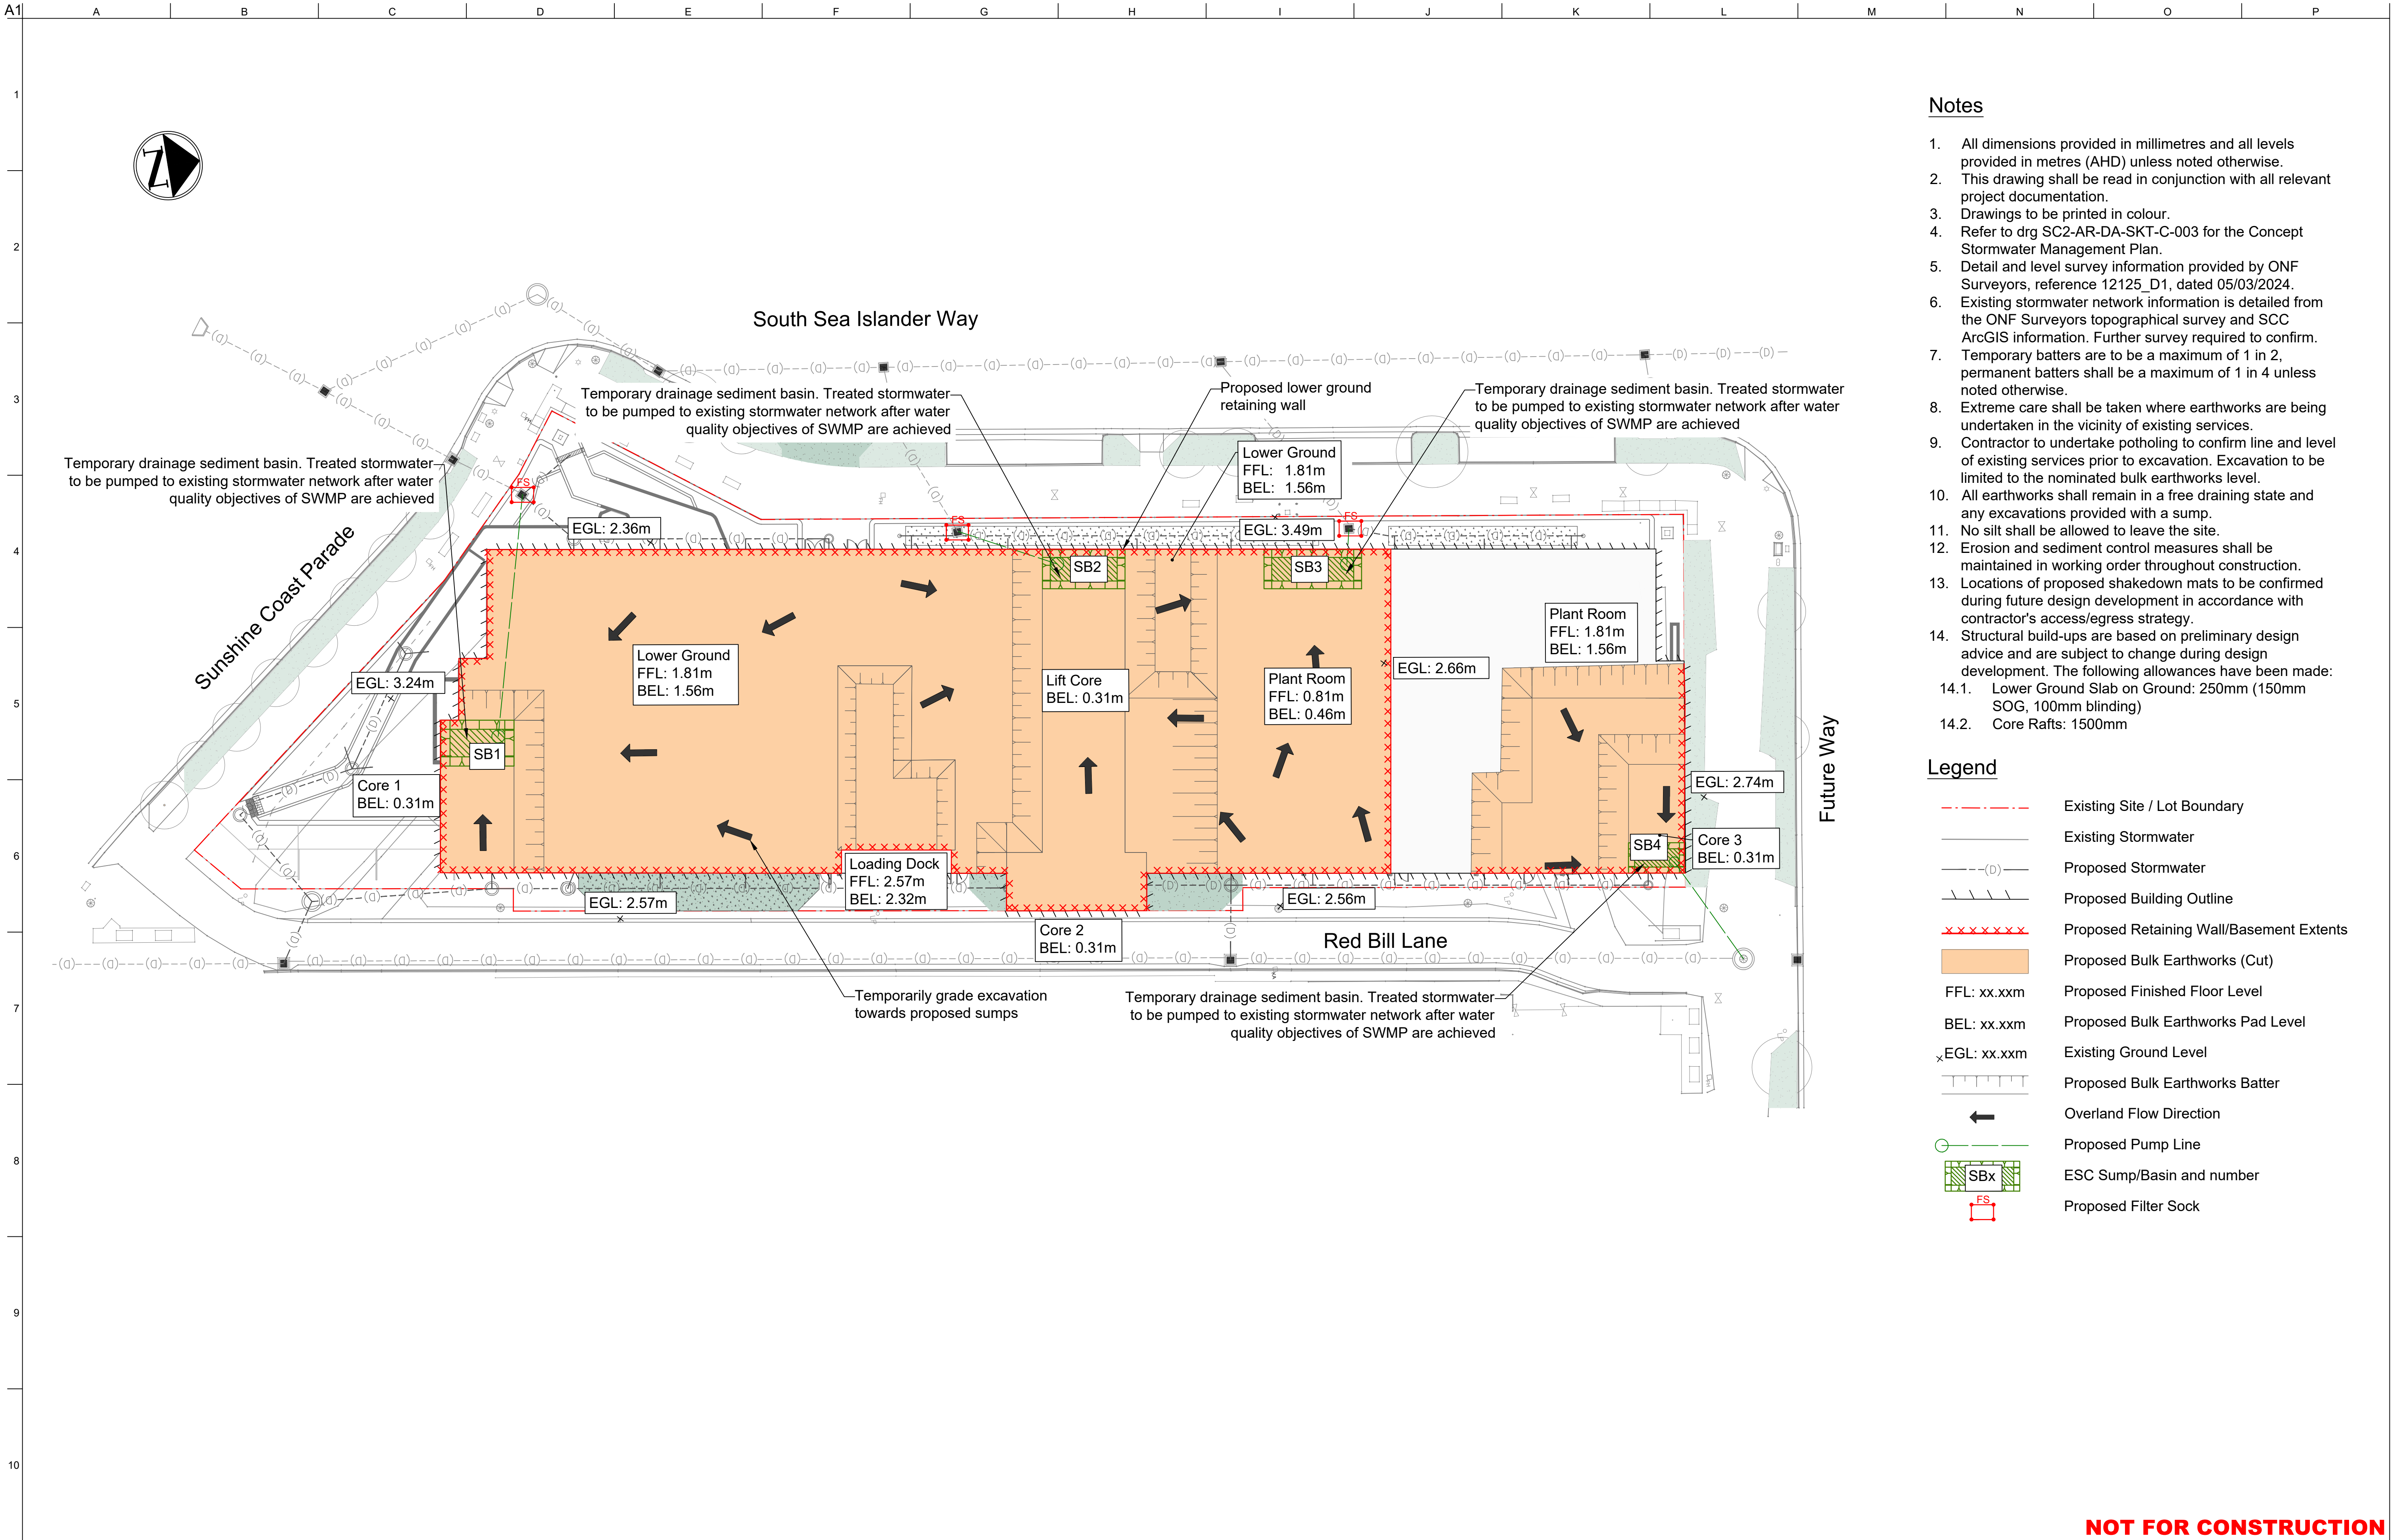 A1
A B C D E F G H I J K L M N O P
1
2
3
4
5
6
7
8
9
10
N
South Sea Islander Way
Sunshine Coast Parade
Future Way
Red Bill Lane
Temporary drainage sediment basin. Treated stormwater
to be pumped to existing stormwater network after water
quality objectives of SWMP are achieved
Temporary drainage sediment basin. Treated stormwater
to be pumped to existing stormwater network after water
quality objectives of SWMP are achieved
Proposed lower ground
retaining wall
Temporary drainage sediment basin. Treated stormwater
to be pumped to existing stormwater network after water
quality objectives of SWMP are achieved
Lower Ground
FFL: 1.81m
BEL: 1.56m
FS
FS
FS
EGL: 2.36m
EGL: 3.49m
SB2
SB3
Plant Room
FFL: 1.81m
BEL: 1.56m
Lower Ground
FFL: 1.81m
BEL: 1.56m
EGL: 3.24m
Lift Core
BEL: 0.31m
Plant Room
FFL: 0.81m
BEL: 0.46m
EGL: 2.66m
SB1
Core 1
BEL: 0.31m
EGL: 2.74m
SB4
Core 3
BEL: 0.31m
Loading Dock
FFL: 2.57m
BEL: 2.32m
EGL: 2.57m
EGL: 2.56m
Core 2
BEL: 0.31m
Temporarily grade excavation
towards proposed sumps
Temporary drainage sediment basin. Treated stormwater
to be pumped to existing stormwater network after water
quality objectives of SWMP are achieved
Notes
1. All dimensions provided in millimetres and all levels
provided in metres (AHD) unless noted otherwise.
2. This drawing shall be read in conjunction with all relevant
project documentation.
3. Drawings to be printed in colour.
4. Refer to drg SC2-AR-DA-SKT-C-003 for the Concept
Stormwater Management Plan.
5. Detail and level survey information provided by ONF
Surveyors, reference 12125_D1, dated 05/03/2024.
6. Existing stormwater network information is detailed from
the ONF Surveyors topographical survey and SCC
ArcGIS information. Further survey required to confirm.
7. Temporary batters are to be a maximum of 1 in 2,
permanent batters shall be a maximum of 1 in 4 unless
noted otherwise.
8. Extreme care shall be taken where earthworks are being
undertaken in the vicinity of existing services.
9. Contractor to undertake potholing to confirm line and level
of existing services prior to excavation. Excavation to be
limited to the nominated bulk earthworks level.
10. All earthworks shall remain in a free draining state and
any excavations provided with a sump.
11. No silt shall be allowed to leave the site.
12. Erosion and sediment control measures shall be
maintained in working order throughout construction.
13. Locations of proposed shakedown mats to be confirmed
during future design development in accordance with
contractor's access/egress strategy.
14. Structural build-ups are based on preliminary design
advice and are subject to change during design
development. The following allowances have been made:
14.1. Lower Ground Slab on Ground: 250mm (150mm
SOG, 100mm blinding)
14.2. Core Rafts: 1500mm
Legend
Existing Site / Lot Boundary
Existing Stormwater
(D) Proposed Stormwater
Proposed Building Outline
Proposed Retaining Wall/Basement Extents
Proposed Bulk Earthworks (Cut)
FFL: xx.xxm Proposed Finished Floor Level
BEL: xx.xxm Proposed Bulk Earthworks Pad Level
EGL: xx.xxm Existing Ground Level
Proposed Bulk Earthworks Batter
Overland Flow Direction
Proposed Pump Line
SBx ESC Sump/Basin and number
FS Proposed Filter Sock
NOT FOR CONSTRUCTION